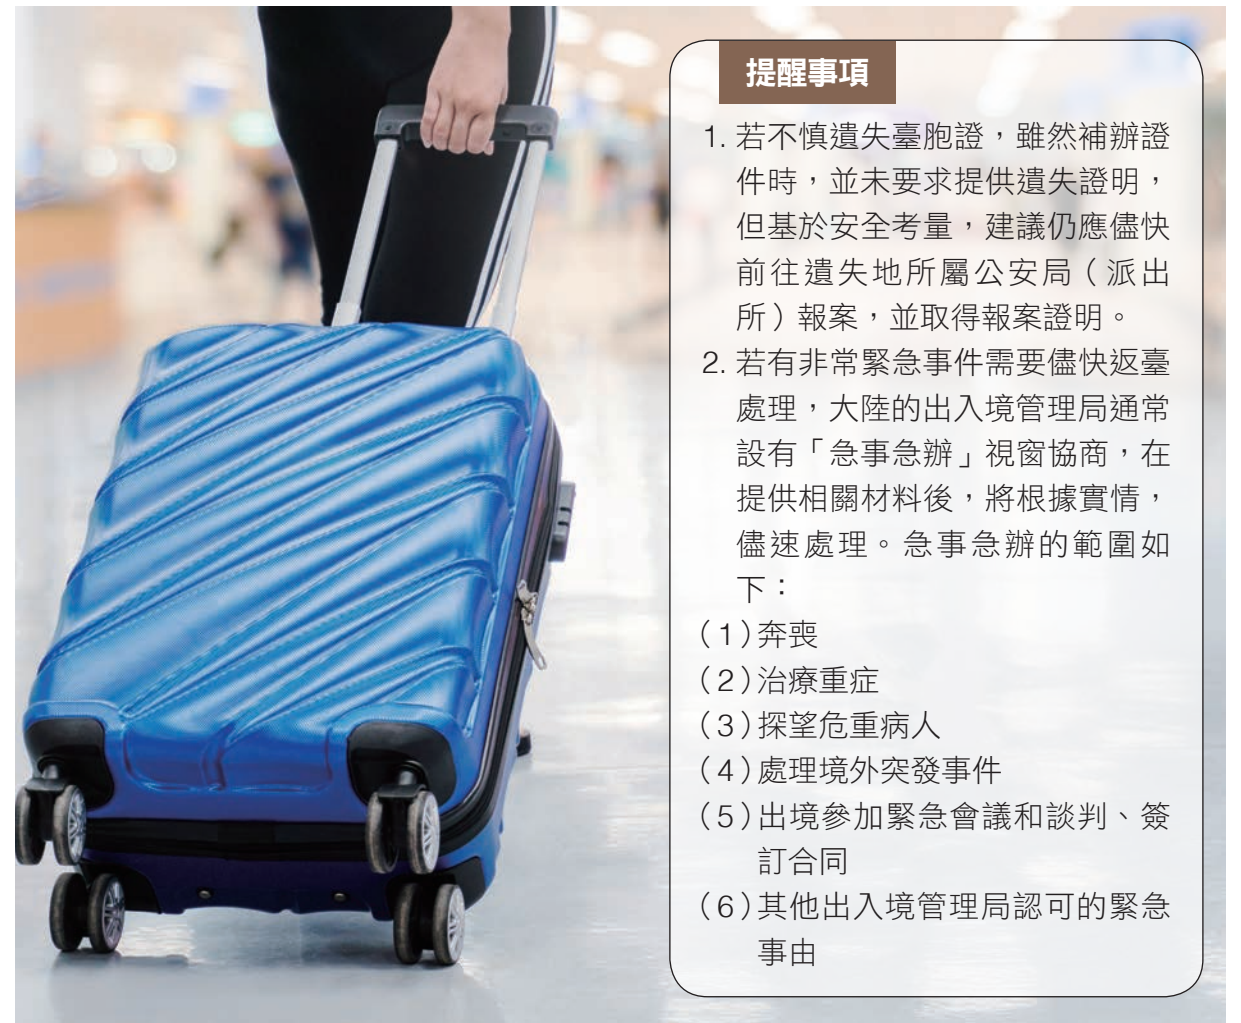 提醒事項
1. 若不慎遺失臺胞證，雖然補辦證
件時，並未要求提供遺失證明，
但基於安全考量，建議仍應儘快
前往遺失地所屬公安局（派出
所）報案，並取得報案證明。
2. 若有非常緊急事件需要儘快返臺
處理，大陸的出入境管理局通常
設有「急事急辦」視窗協商，在
提供相關材料後，將根據實情，
儘速處理。急事急辦的範圍如
下：
（1）奔喪
（2）治療重症
（3）探望危重病人
（4）處理境外突發事件
（5）出境參加緊急會議和談判、簽
訂合同
（6）其他出入境管理局認可的緊急
事由